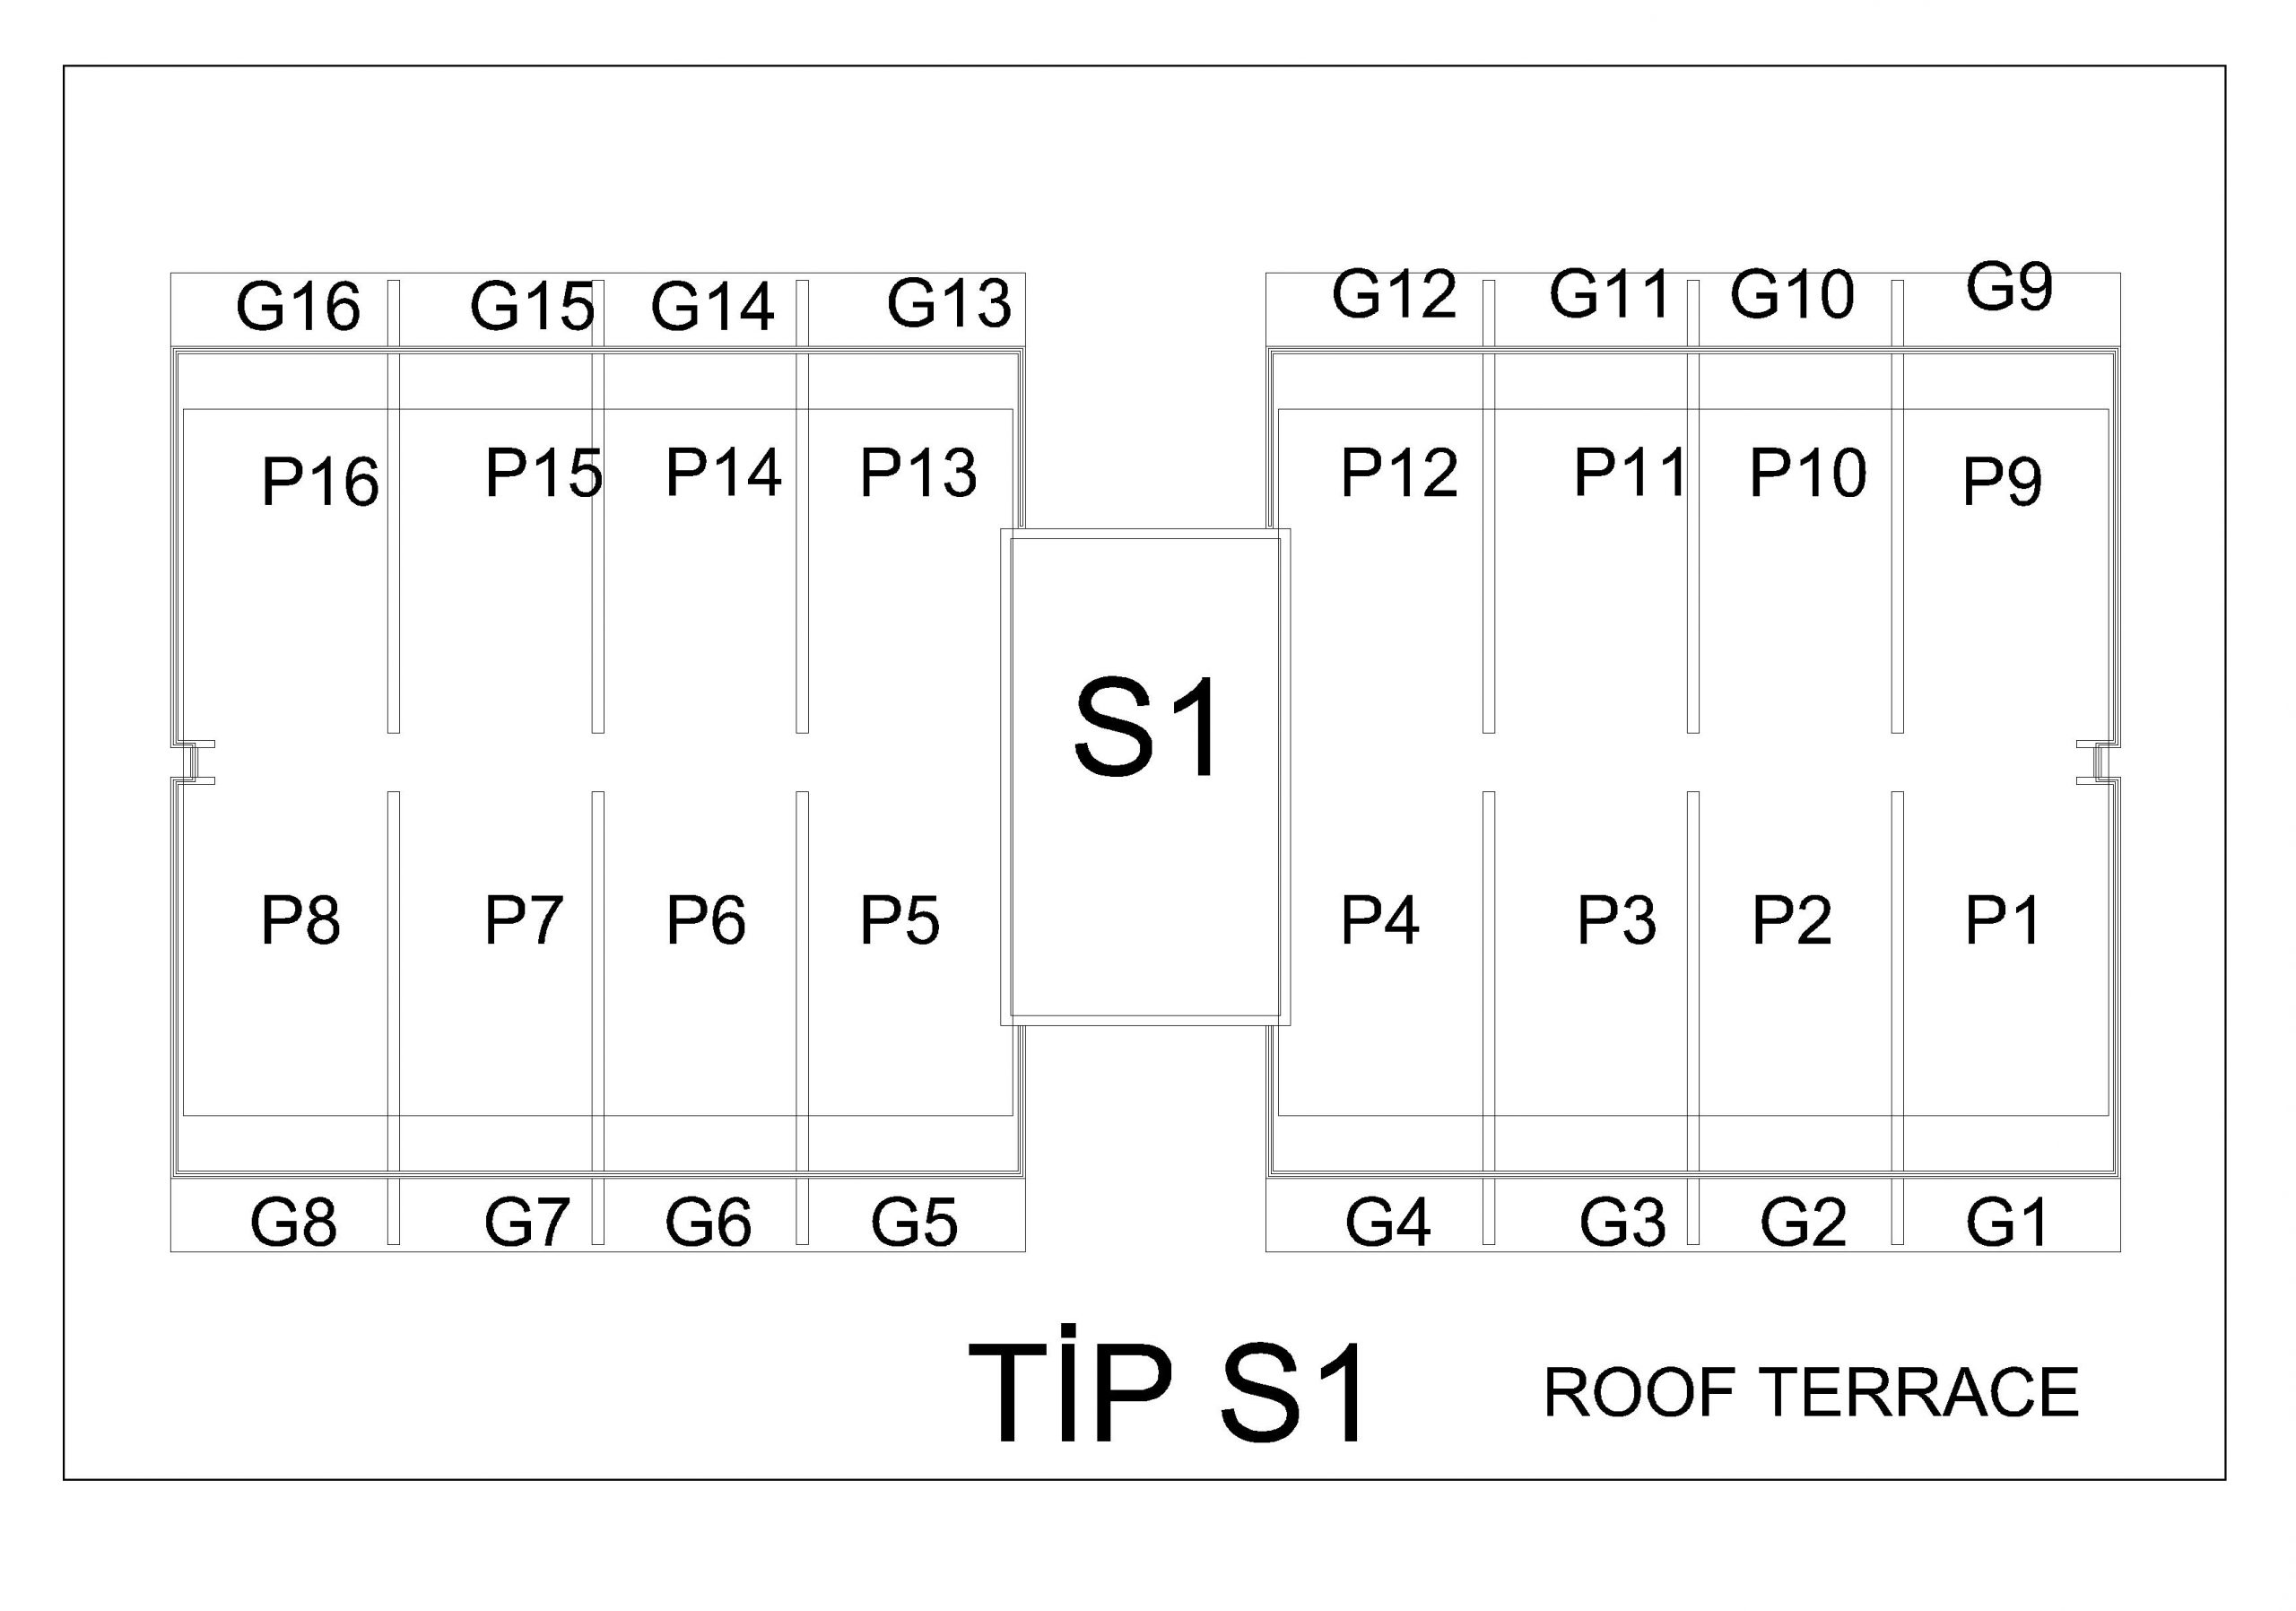 G16 G15 G14 G13 G12 G11 G10 G9
P16 P15 P14 P13 P12 P11 P10 P9
S1
P8 P7 P6 P5 P4 P3 P2 P1
G8 G7 G6 G5 G4 G3 G2 G1
TİP S1 ROOF TERRACE